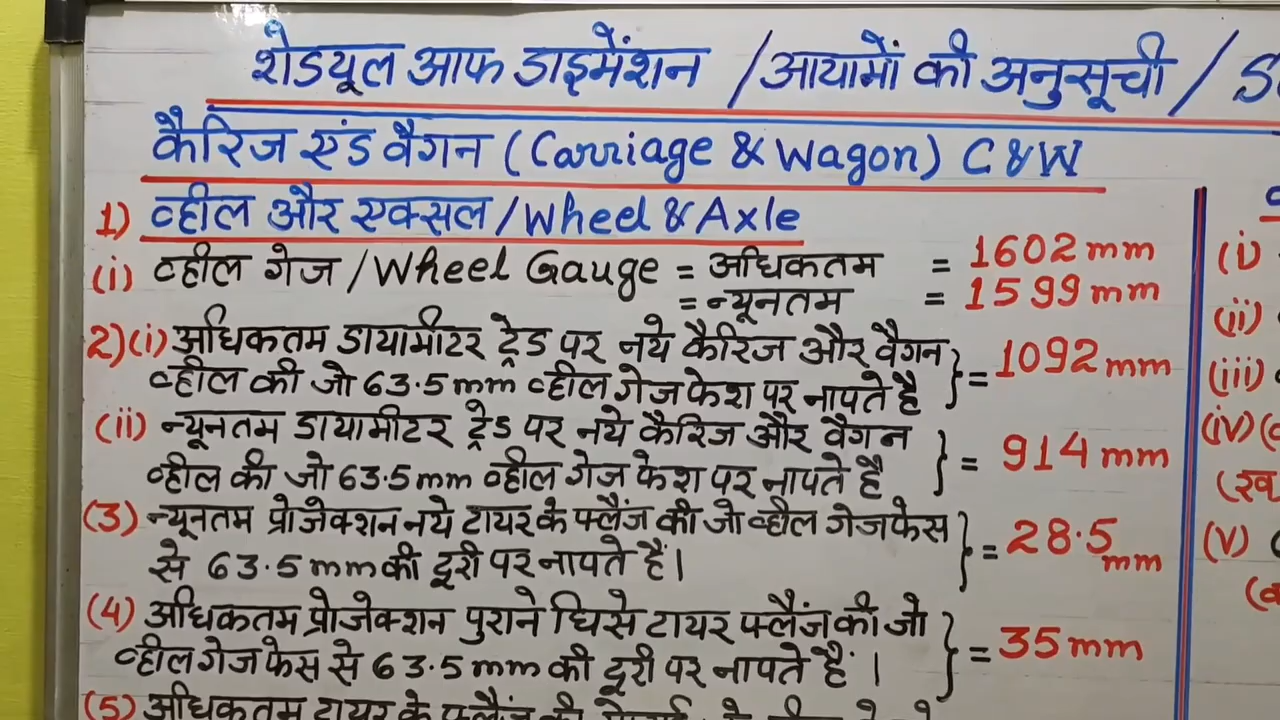 शेडयूल आफ डाइमेंशन / आयामों की अनुसूची /
कैरिज एंड वैगन (Carriage & Wagon) C&W
1) व्हील और एक्सल / Wheel & Axle
(i) व्हील गेज / Wheel Gauge = अधिकतम = 1602 mm
= न्यूनतम = 1599 mm
2) (i) अधिकतम डायामीटर ट्रेड पर नये कैरिज और वैगन
व्हील की जो 63.5 mm व्हील गेज फेश पर नापते है } = 1092 mm
(ii) न्यूनतम डायामीटर ट्रेड पर नये कैरिज और वैगन
व्हील की जो 63.5 mm व्हील गेज फेश पर नापते है } = 914 mm
(3) न्यूनतम प्रोजेक्शन नये टायर के फ्लैंज की जो व्हील गेज फेस
से 63.5 mm की दूरी पर नापते हैं। } = 28.5 mm
(4) अधिकतम प्रोजेक्शन पुराने घिसे टायर फ्लैंज की जो
व्हील गेज फेस से 63.5 mm की दूरी पर नापते हैं । } = 35 mm
(5) अधिकतम टायर के फ्लैंज की
(i)
(ii)
(iii)
(iv) (
(v)